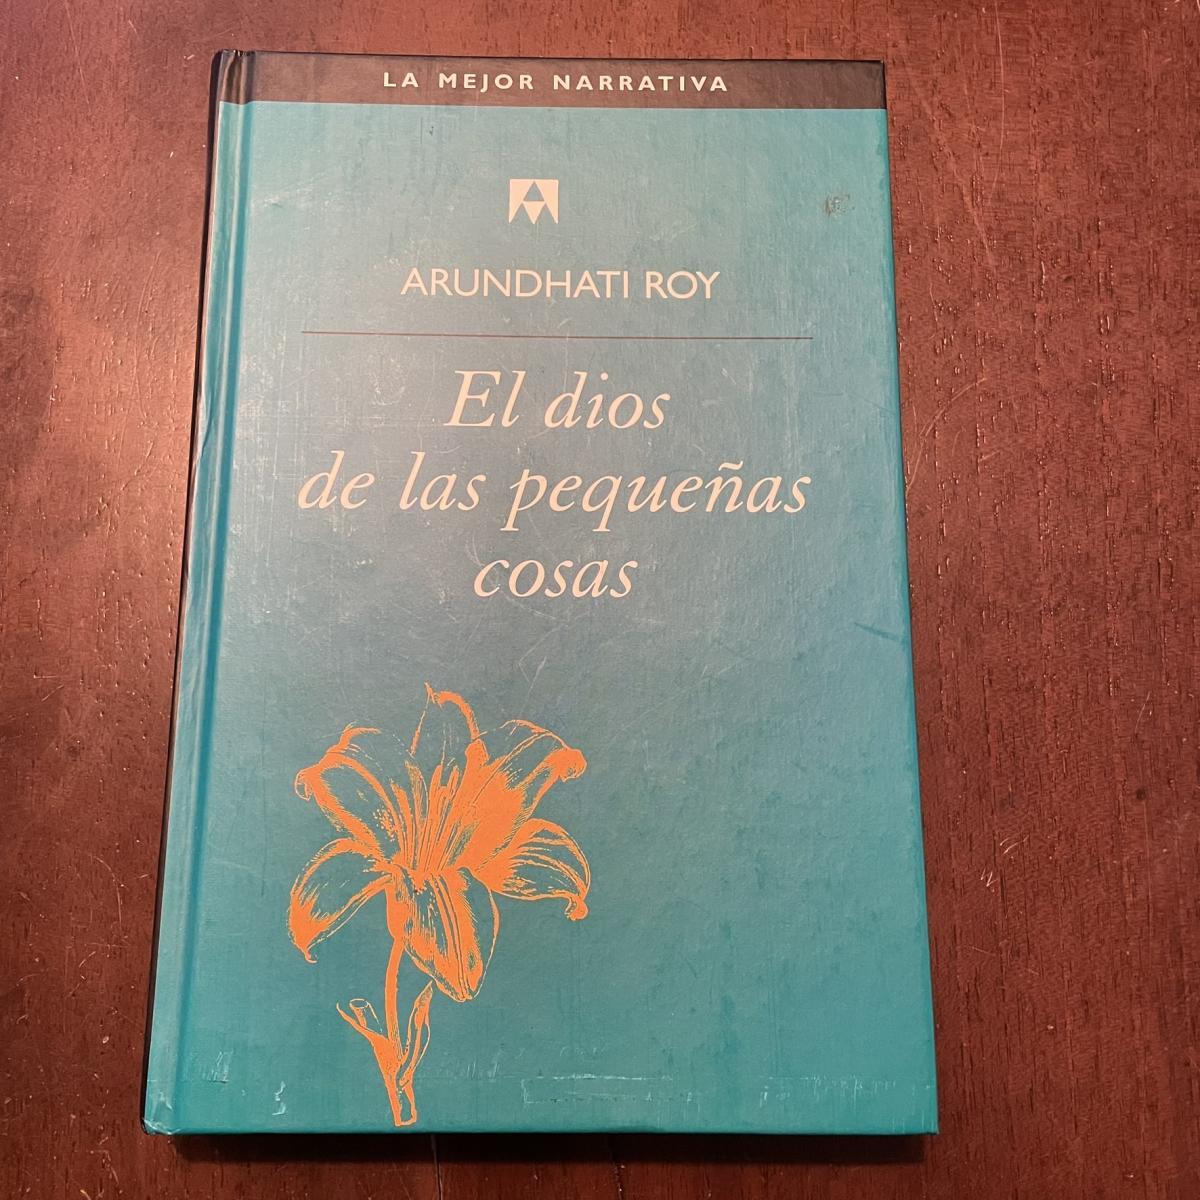 LA MEJOR NARRATIVA
ARUNDHATI ROY
El dios
de las pequeñas
cosas